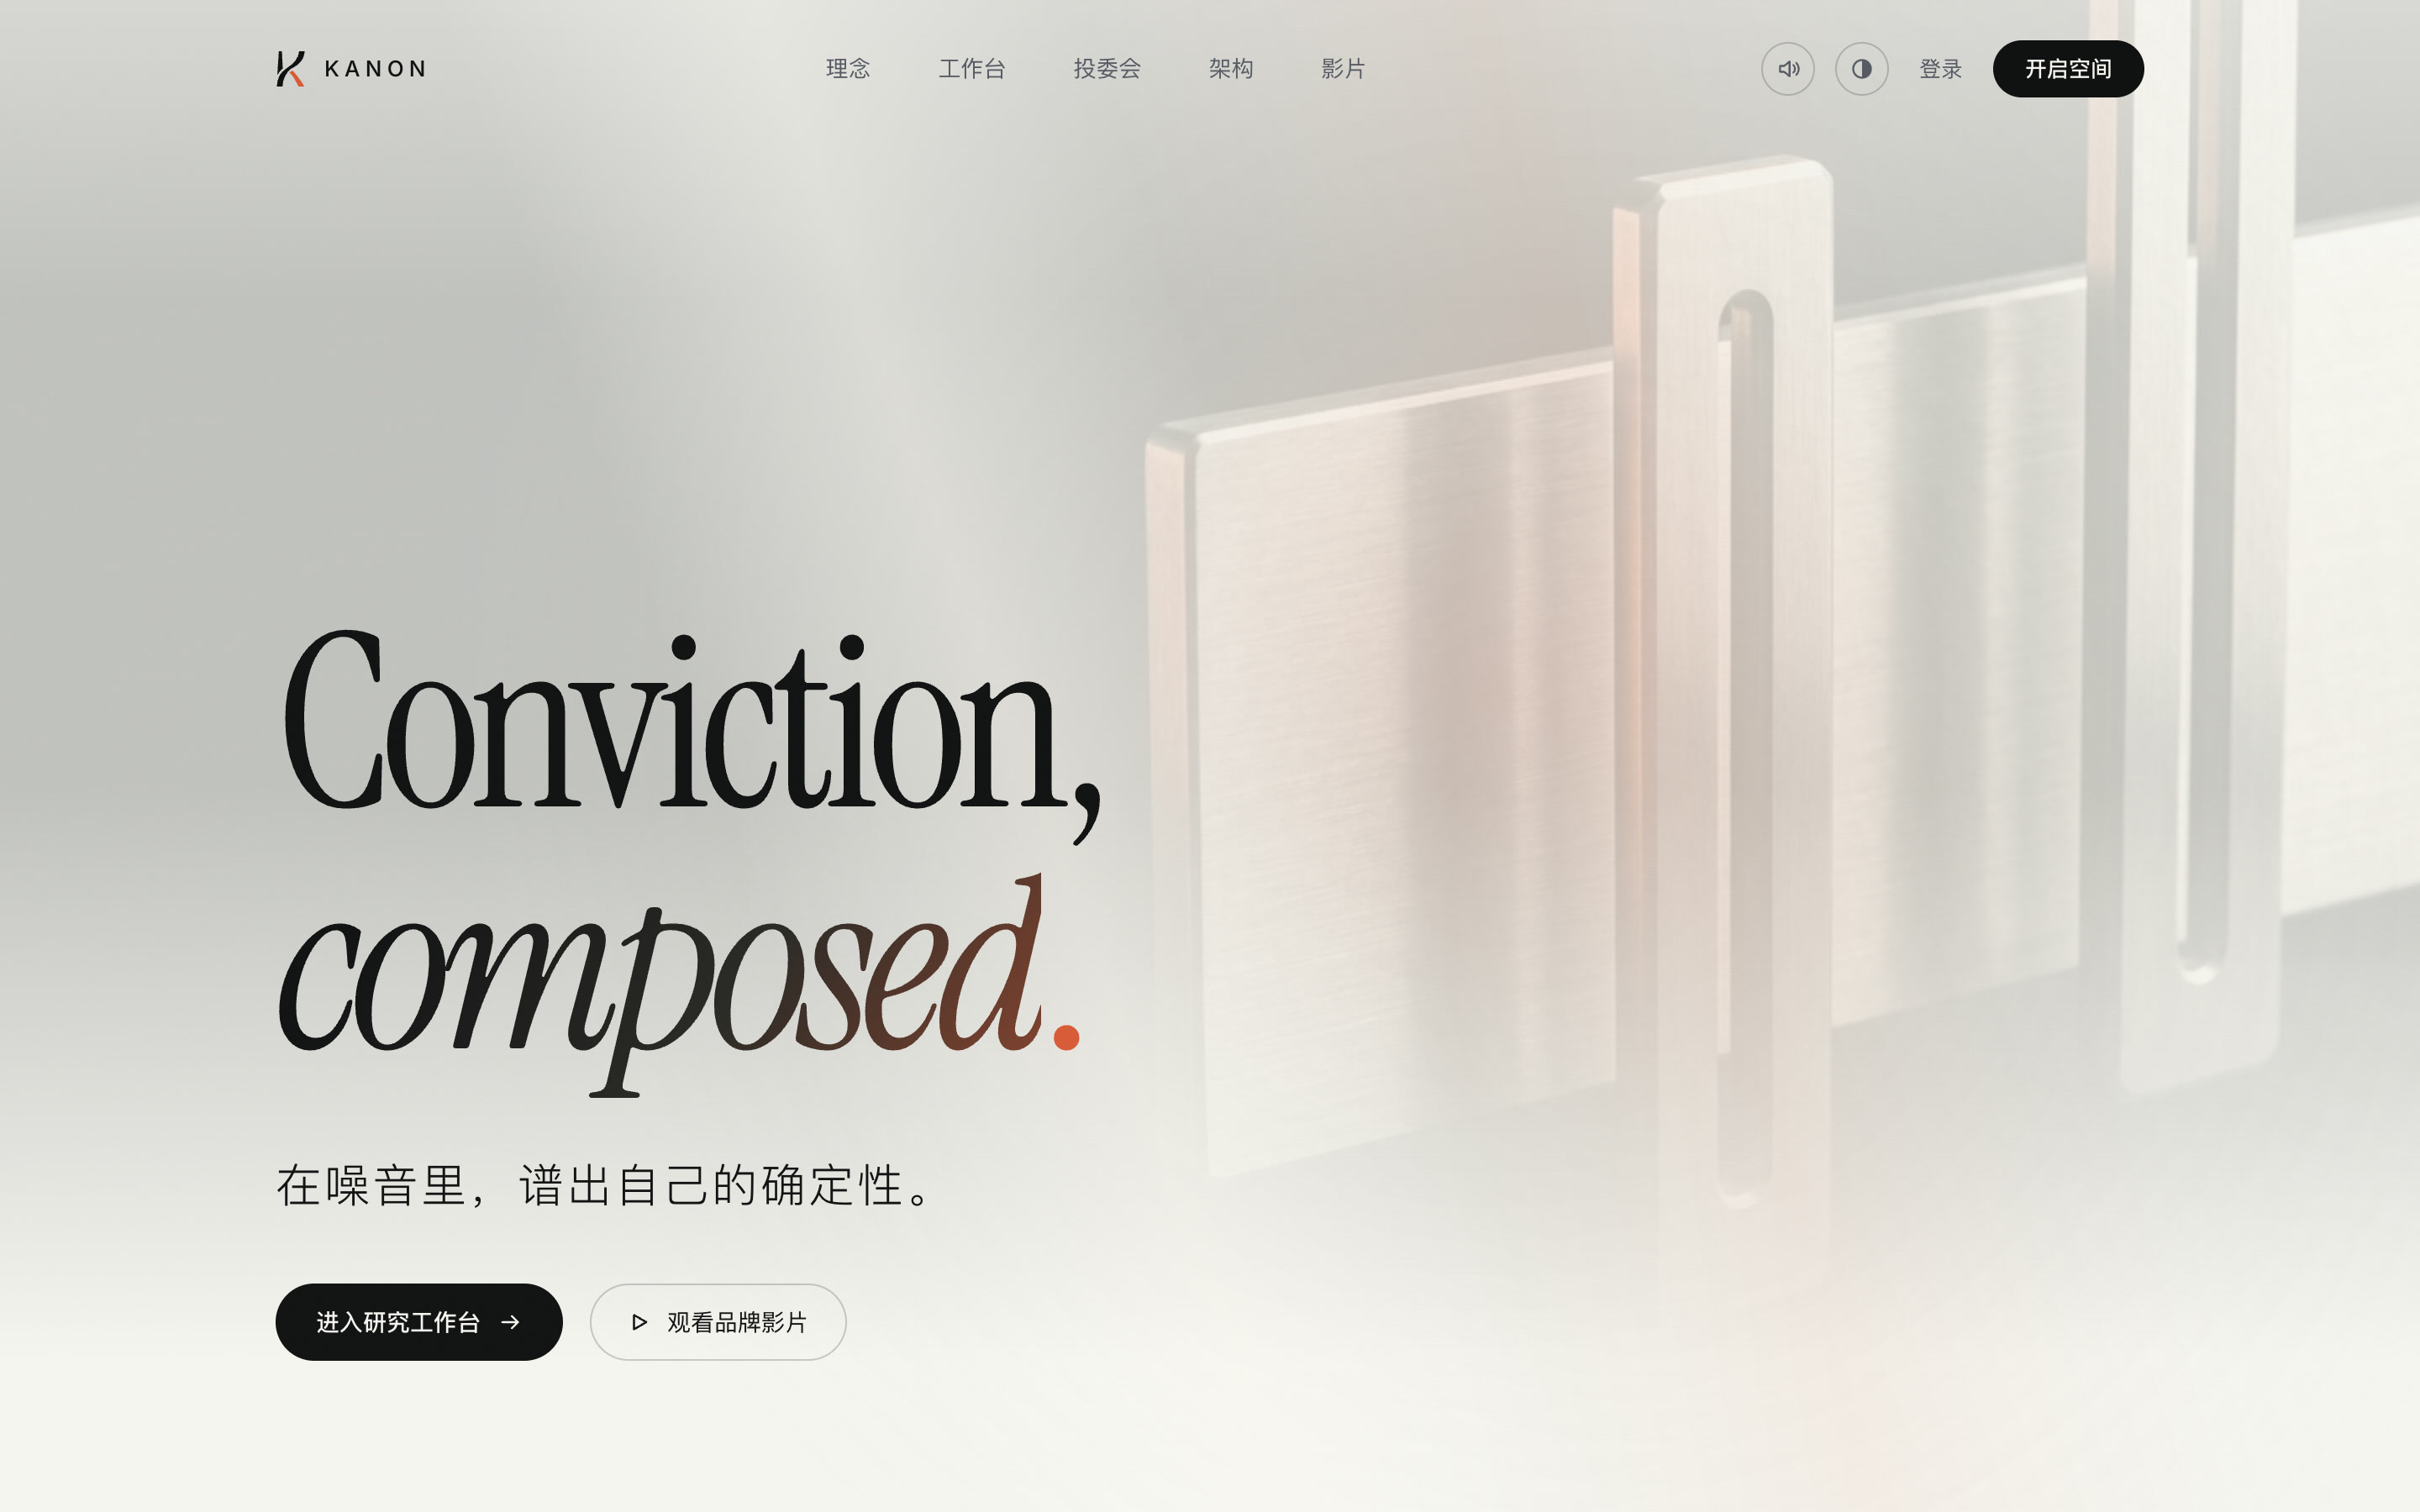 KANON
理念
工作台
投委会
架构
影片
登录
开启空间
Conviction,
composed.
在噪音里，谱出自己的确定性。
进入研究工作台 →
观看品牌影片